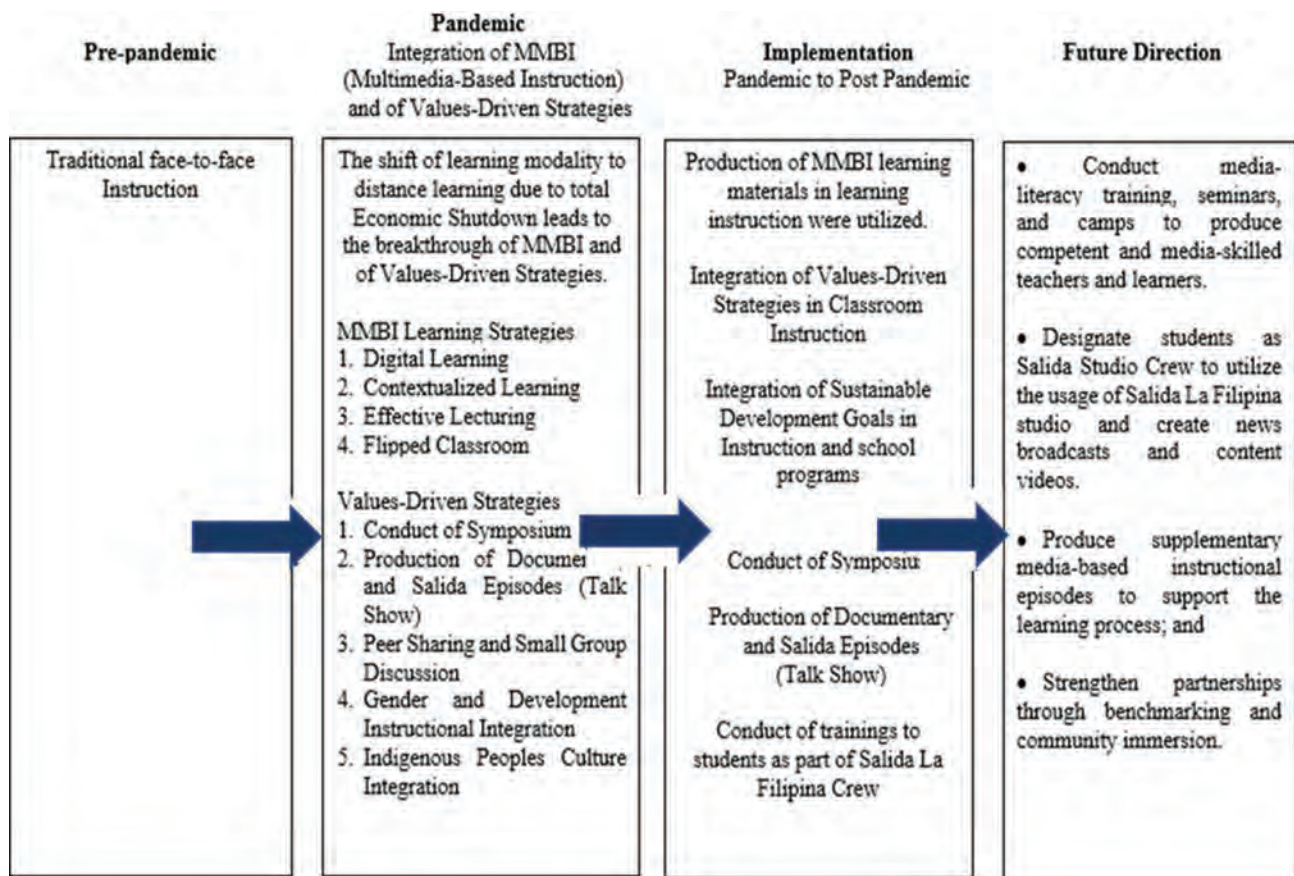 Pre-pandemic
Pandemic
Integration of MMBI
(Multimedia-Based Instruction)
and of Values-Driven Strategies
Implementation
Pandemic to Post Pandemic
Future Direction
Traditional face-to-face
Instruction
The shift of learning modality to
distance learning due to total
Economic Shutdown leads to
the breakthrough of MMBI and
of Values-Driven Strategies.
MMBI Learning Strategies
1. Digital Learning
2. Contextualized Learning
3. Effective Lecturing
4. Flipped Classroom
Values-Driven Strategies
1. Conduct of Symposium
2. Production of Documen
and Salida Episodes (Talk
Show)
3. Peer Sharing and Small Group
Discussion
4. Gender and Development
Instructional Integration
5. Indigenous Peoples Culture
Integration
Production of MMBI learning
materials in learning
instruction were utilized.
Integration of Values-Driven
Strategies in Classroom
Instruction
Integration of Sustainable
Development Goals in
Instruction and school
programs
Conduct of Symposiu
Production of Documentary
and Salida Episodes
(Talk Show)
Conduct of trainings to
students as part of Salida La
Filipina Crew
• Conduct media-
literacy training, seminars,
and camps to produce
competent and media-skilled
teachers and learners.
• Designate students as
Salida Studio Crew to utilize
the usage of Salida La Filipina
studio and create news
broadcasts and content
videos.
• Produce supplementary
media-based instructional
episodes to support the
learning process; and
• Strengthen partnerships
through benchmarking and
community immersion.